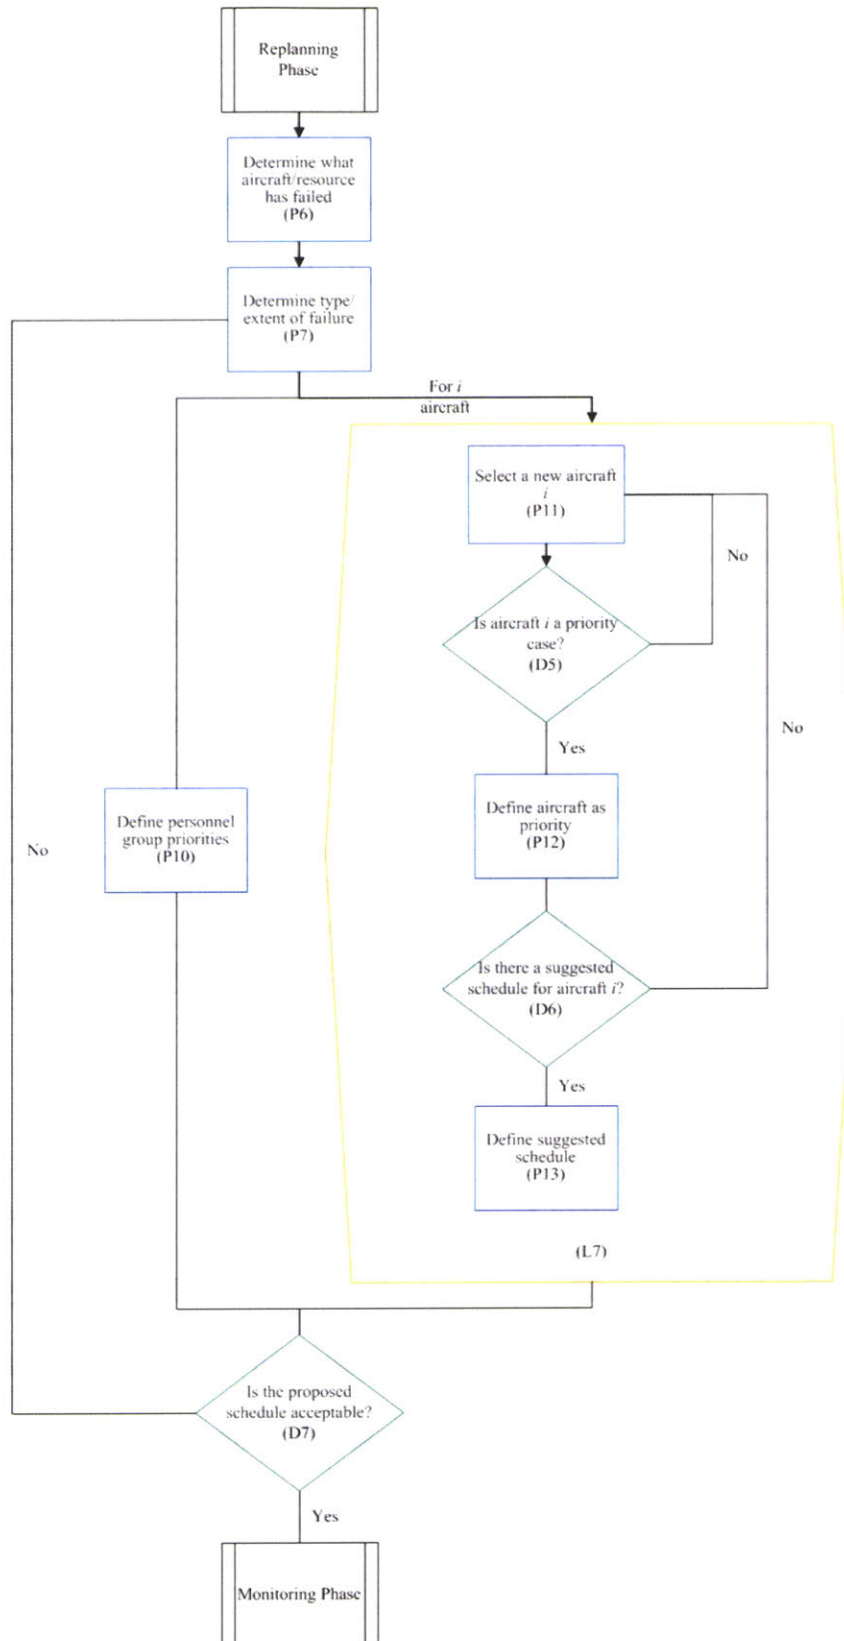 Replanning
Phase
Determine what
aircraft/resource
has failed
(P6)
Determine type/
extent of failure
(P7)
For i
aircraft
Select a new aircraft
i
(P11)
No
Is aircraft i a priority
case?
(D5)
No
Yes
Define personnel
group priorities
(P10)
Define aircraft as
priority
(P12)
No
Is there a suggested
schedule for aircraft i?
(D6)
Yes
Define suggested
schedule
(P13)
(L7)
Is the proposed
schedule acceptable?
(D7)
Yes
Monitoring Phase